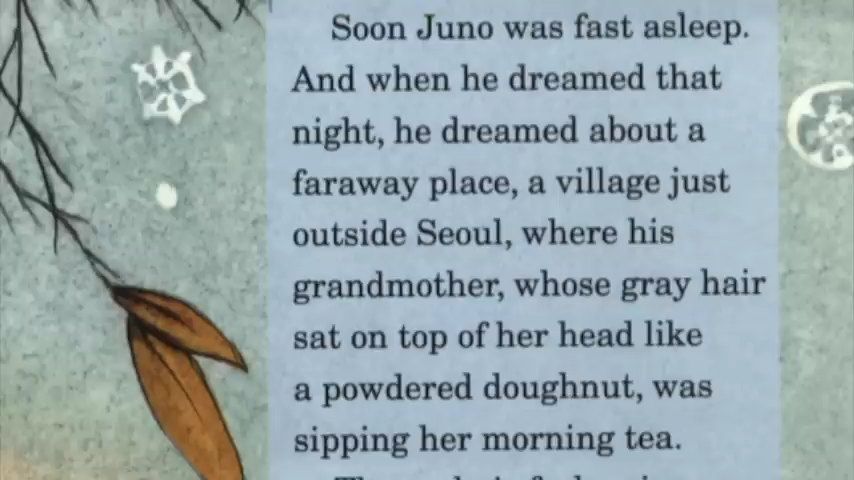 Soon Juno was fast asleep.
And when he dreamed that
night, he dreamed about a
faraway place, a village just
outside Seoul, where his
grandmother, whose gray hair
sat on top of her head like
a powdered doughnut, was
sipping her morning tea.